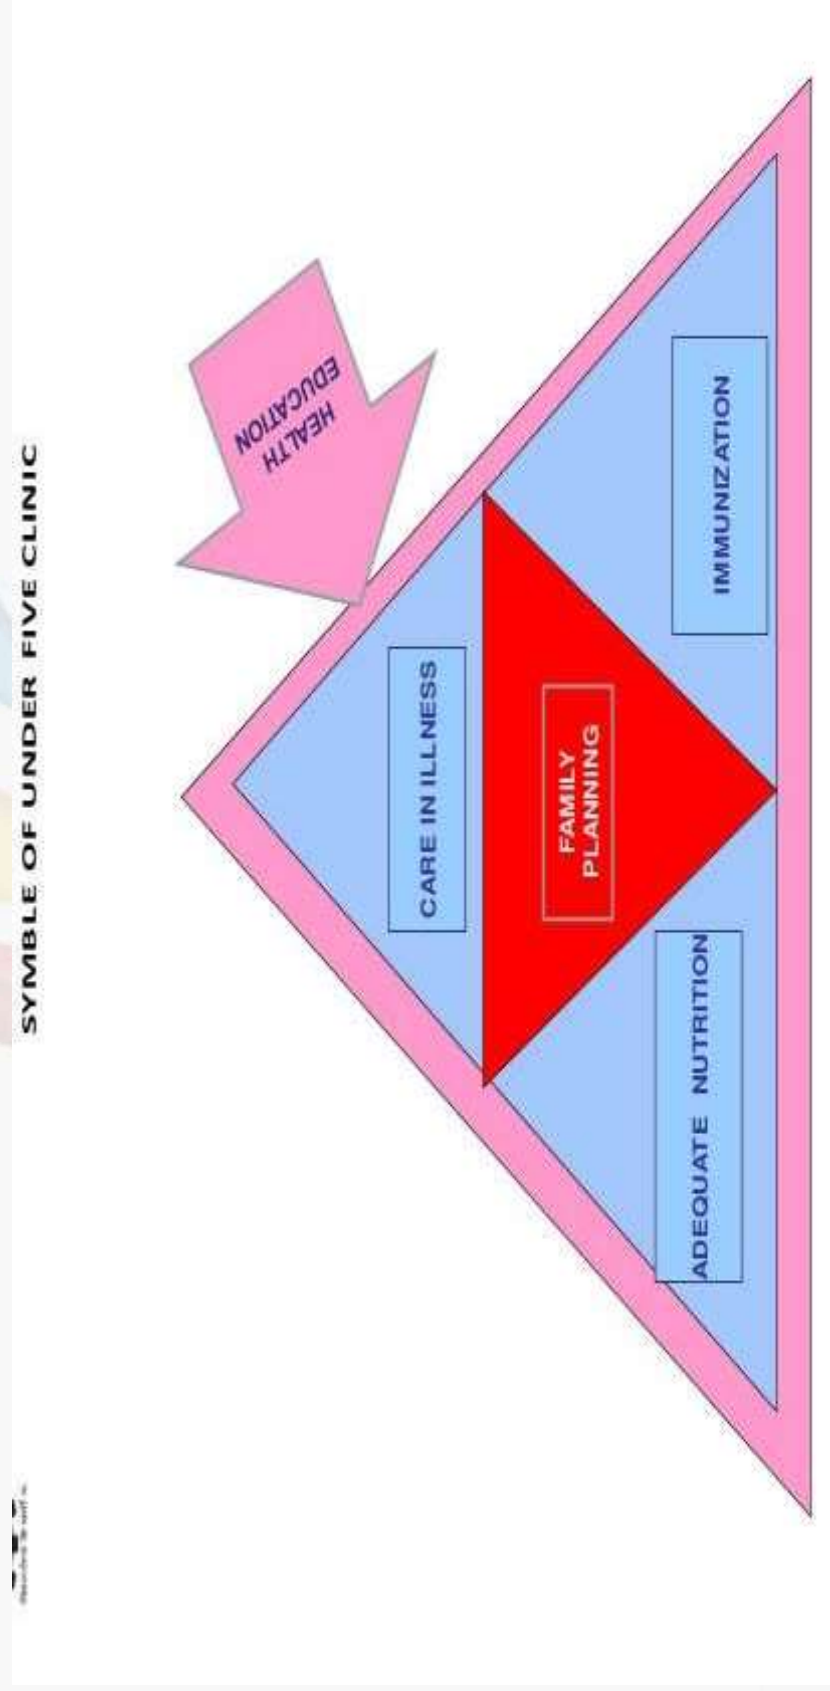 SYMBLE OF UNDER FIVE CLINIC
HEALTH
EDUCATION
CARE IN ILLNESS
FAMILY
PLANNING
ADEQUATE NUTRITION
IMMUNIZATION